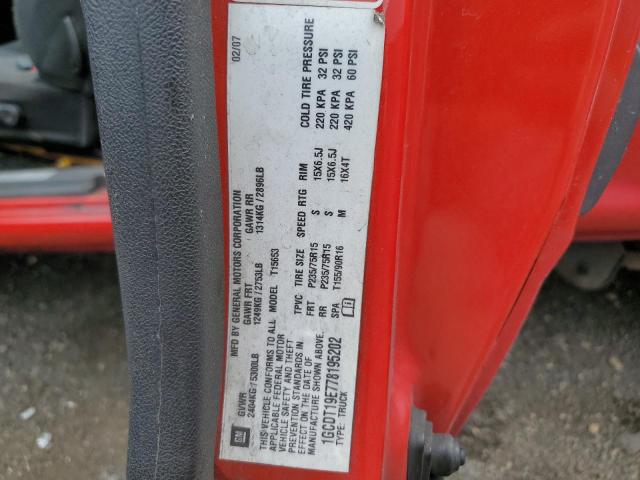 GM MFD BY GENERAL MOTORS CORPORATION 02/07
GVWR GAWR FRT GAWR RR
2404KG/5300LB 1249KG/2753LB 1314KG/2896LB
THIS VEHICLE CONFORMS TO ALL MODEL T15653
APPLICABLE FEDERAL MOTOR
VEHICLE SAFETY AND THEFT
PREVENTION STANDARDS IN
EFFECT ON THE DATE OF
MANUFACTURE SHOWN ABOVE.
TPVC TIRE SIZE SPEED RTG RIM COLD TIRE PRESSURE
FRT P235/75R15 S 15X6.5J 220 KPA 32 PSI
RR P235/75R15 S 15X6.5J 220 KPA 32 PSI
SPA T155/90R16 M 16X4T 420 KPA 60 PSI
1GCDT19E778195202
TYPE: TRUCK